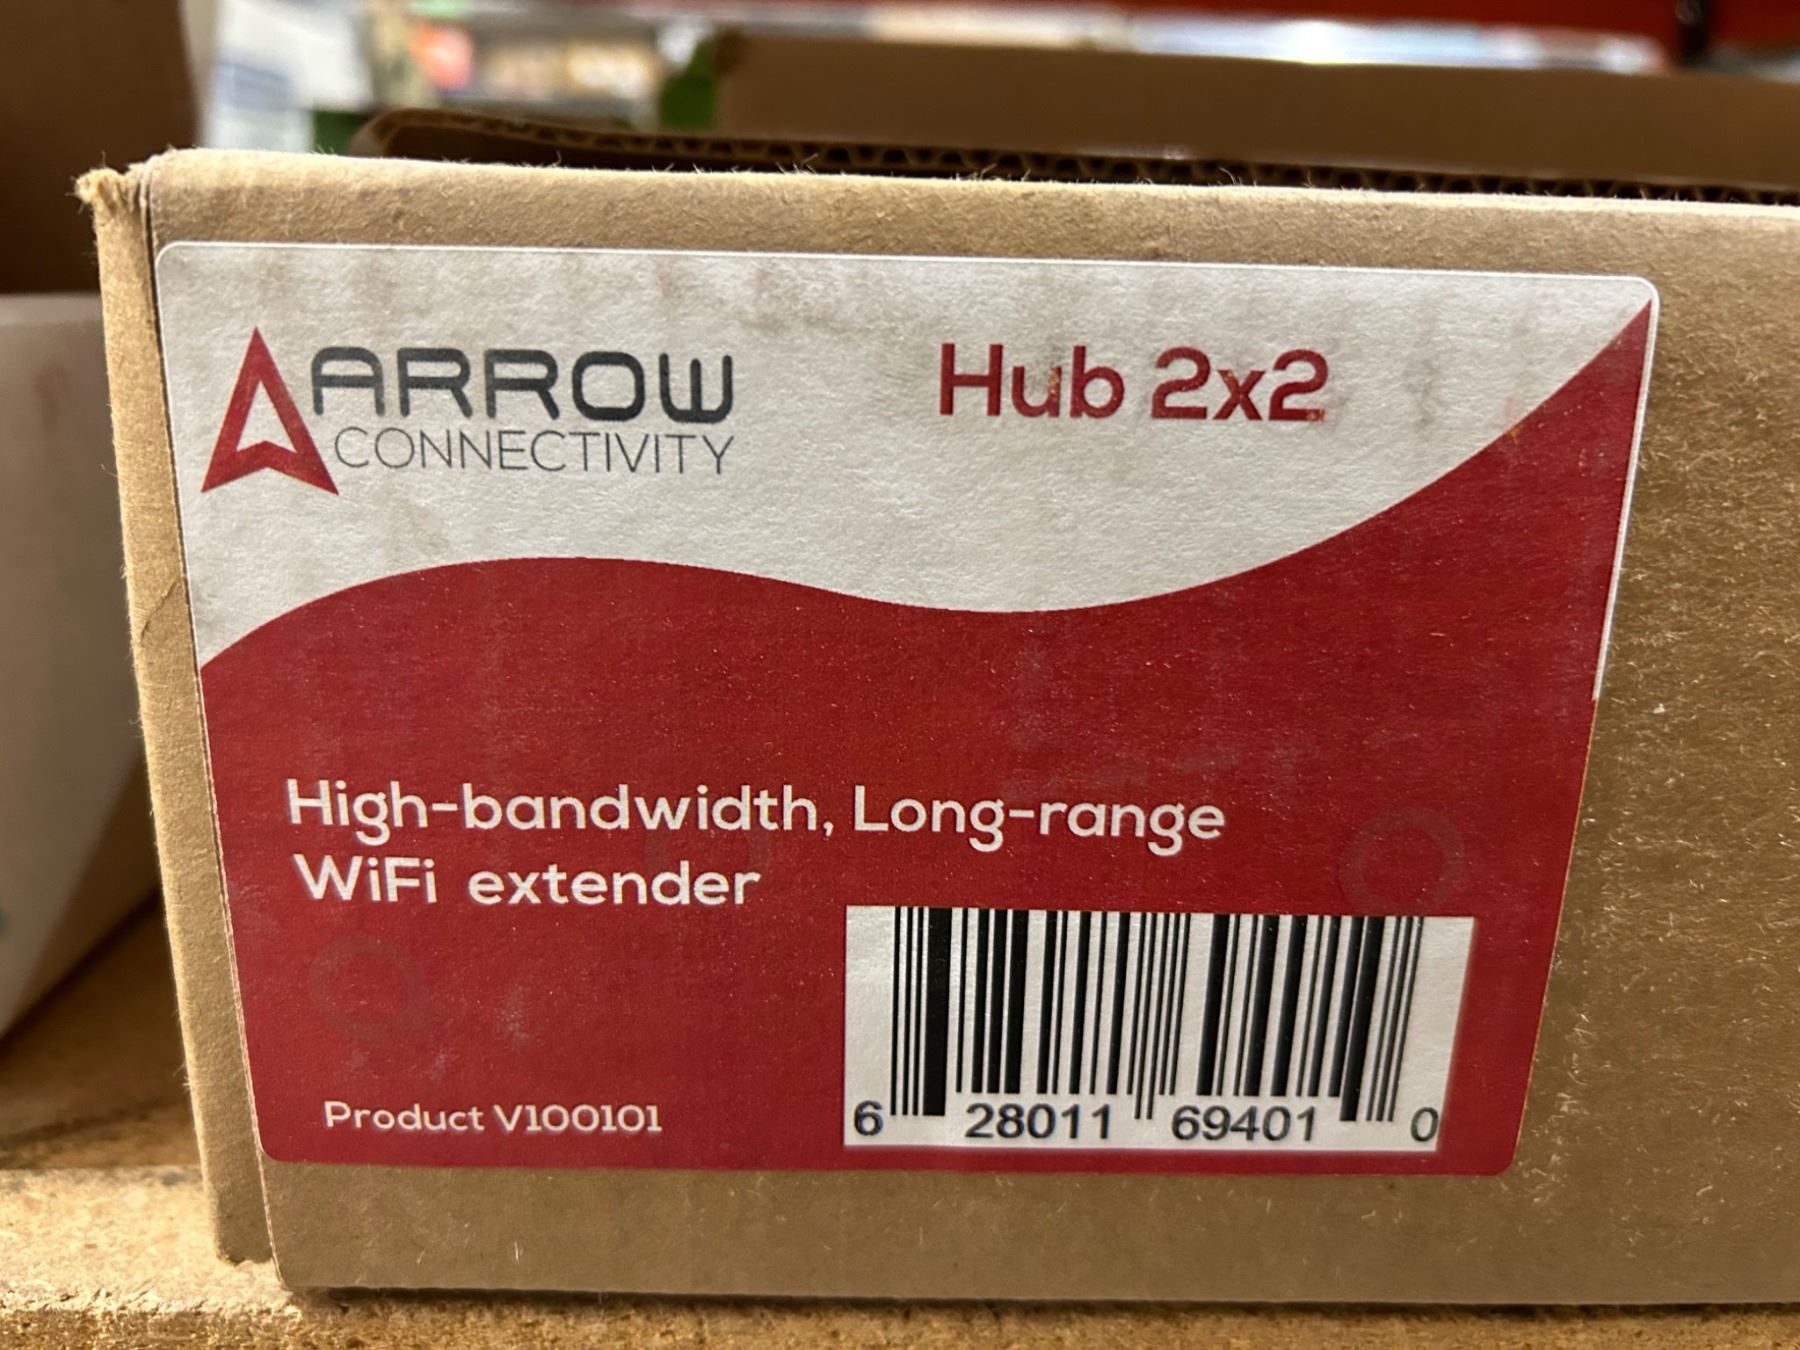 ARROW
CONNECTIVITY
Hub 2x2
High-bandwidth, Long-range
WiFi extender
Product V100101
6 28011 69401 0